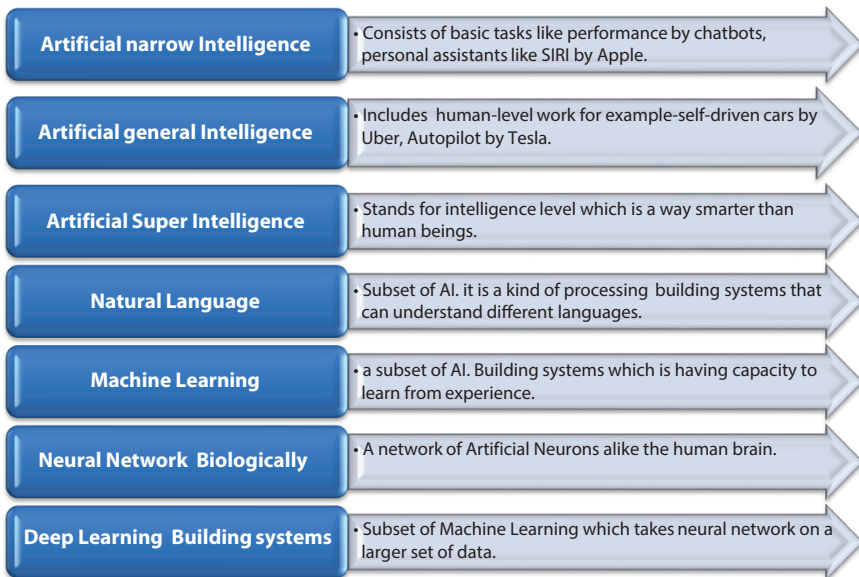 Artificial narrow Intelligence
• Consists of basic tasks like performance by chatbots,
personal assistants like SIRI by Apple.
Artificial general Intelligence
• Includes human-level work for example-self-driven cars by
Uber, Autopilot by Tesla.
Artificial Super Intelligence
• Stands for intelligence level which is a way smarter than
human beings.
Natural Language
• Subset of AI. it is a kind of processing building systems that
can understand different languages.
Machine Learning
• a subset of AI. Building systems which is having capacity to
learn from experience.
Neural Network Biologically
• A network of Artificial Neurons alike the human brain.
Deep Learning Building systems
• Subset of Machine Learning which takes neural network on a
larger set of data.